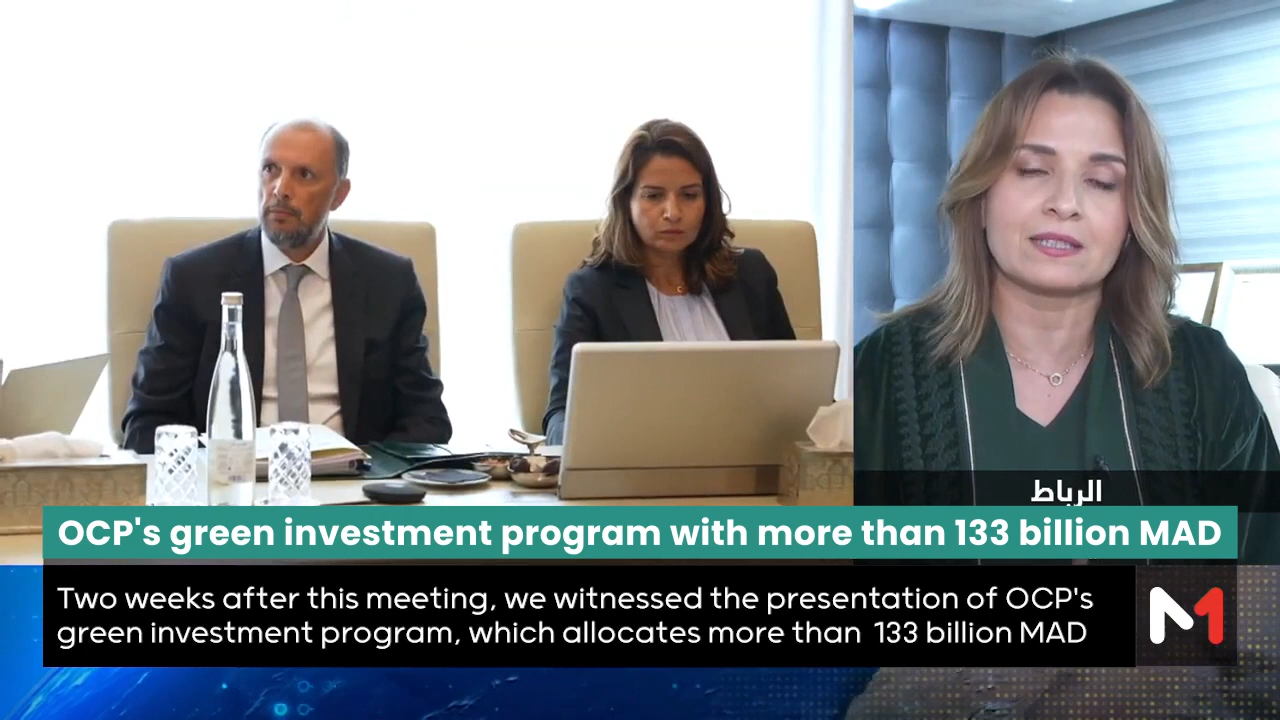 الرباط
OCP's green investment program with more than 133 billion MAD
Two weeks after this meeting, we witnessed the presentation of OCP's
green investment program, which allocates more than 133 billion MAD
M1